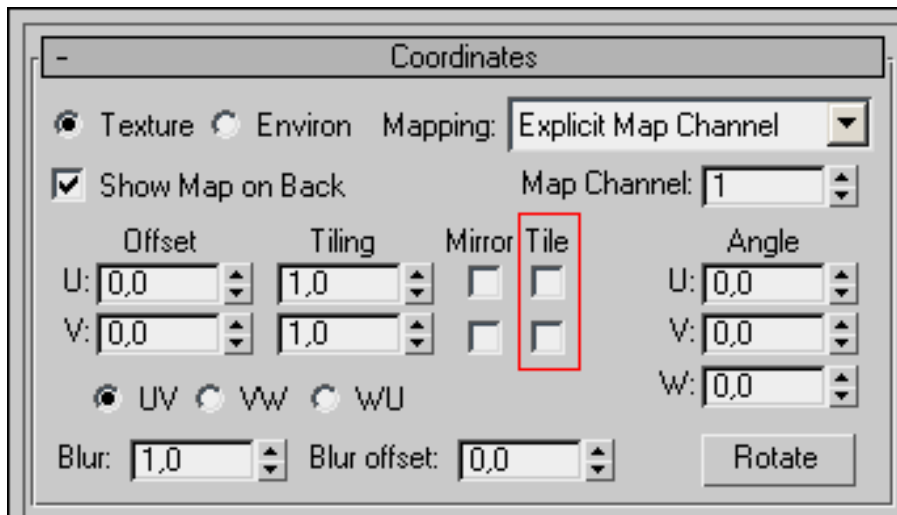 - Coordinates
Texture Environ Mapping: Explicit Map Channel
Show Map on Back Map Channel: 1
Offset Tiling Mirror Tile Angle
U: 0,0 1,0 U: 0,0
V: 0,0 1,0 V: 0,0
UV VW WU W: 0,0
Blur: 1,0 Blur offset: 0,0 Rotate